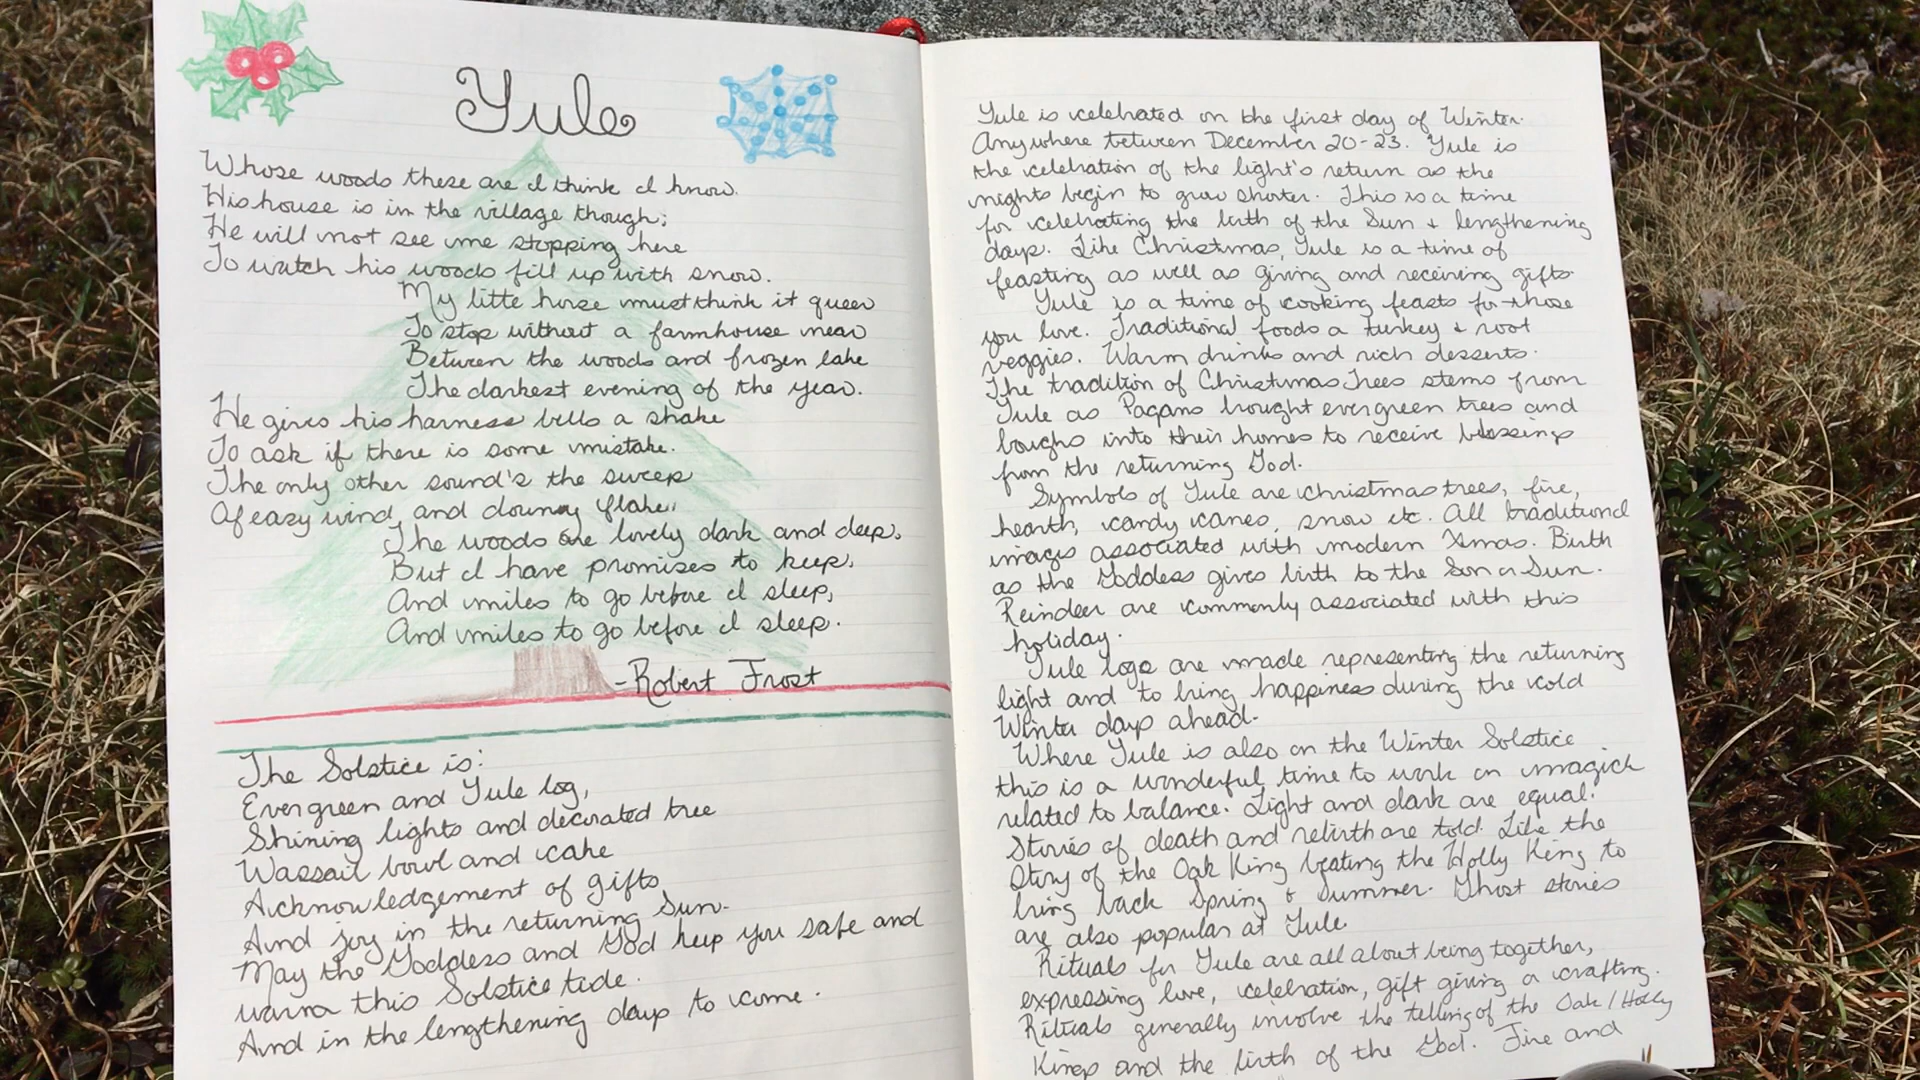 Yule
Whose woods these are I think I know.
His house is in the village though;
He will not see me stopping here
To watch his woods fill up with snow.
My little horse must think it queer
To stop without a farmhouse near
Between the woods and frozen lake
The darkest evening of the year.
He gives his harness bells a shake
To ask if there is some mistake.
The only other sound's the sweep
Of easy wind and downy flake.
The woods are lovely dark and deep.
But I have promises to keep,
And miles to go before I sleep,
And miles to go before I sleep.
-Robert Frost
The Solstice is:
Evergreen and Yule log,
Shining lights and decorated tree
Wassail bowl and cake
Acknowledgement of gifts
And joy in the returning Sun.
May the Goddess and God keep you safe and
warm this Solstice tide.
And in the lengthening days to come.
Yule is celebrated on the first day of Winter.
Anywhere between December 20-23. Yule is
the celebration of the light's return as the
nights begin to grow shorter. This is a time
for celebrating the birth of the Sun & lengthening
days. Like Christmas, Yule is a time of
feasting as well as giving and receiving gifts.
Yule is a time of cooking feasts for those
you love. Traditional foods a turkey & root
veggies. Warm drinks and rich desserts.
The tradition of Christmas Trees stems from
Yule as Pagans brought evergreen trees and
boughs into their homes to receive blessings
from the returning God.
Symbols of Yule are christmas trees, fire,
hearth, candy canes, snow etc. All traditional
images associated with modern Xmas. Birth
as the Goddess gives birth to the Son or Sun.
Reindeer are commonly associated with this
holiday.
Yule logs are made representing the returning
light and to bring happiness during the cold
Winter days ahead.
Where Yule is also on the Winter Solstice
this is a wonderful time to work on magick
related to balance. Light and dark are equal.
Stories of death and rebirth are told. Like the
Story of the Oak King beating the Holly King to
bring back Spring & Summer. Ghost stories
are also popular at Yule.
Rituals for Yule are all about being together,
expressing love, celebration, gift giving & crafting.
Rituals generally involve the telling of the Oak/Holly
Kings and the birth of the God. Fire and